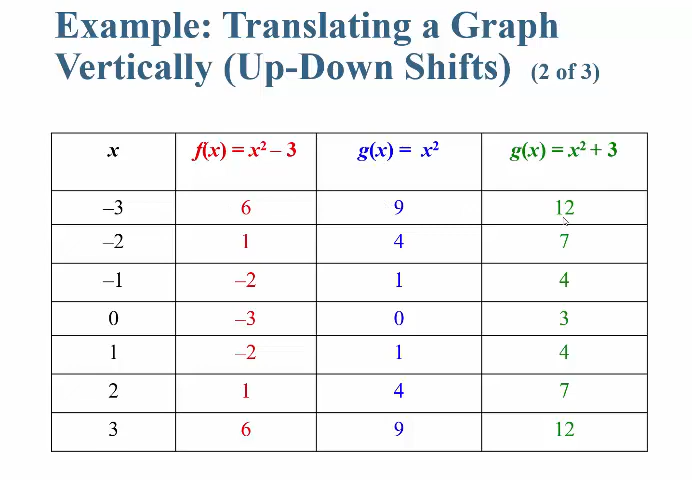 Example: Translating a Graph
Vertically (Up-Down Shifts) (2 of 3)
x f(x) = x² – 3 g(x) = x² g(x) = x² + 3
–3 6 9 12
–2 1 4 7
–1 –2 1 4
0 –3 0 3
1 –2 1 4
2 1 4 7
3 6 9 12